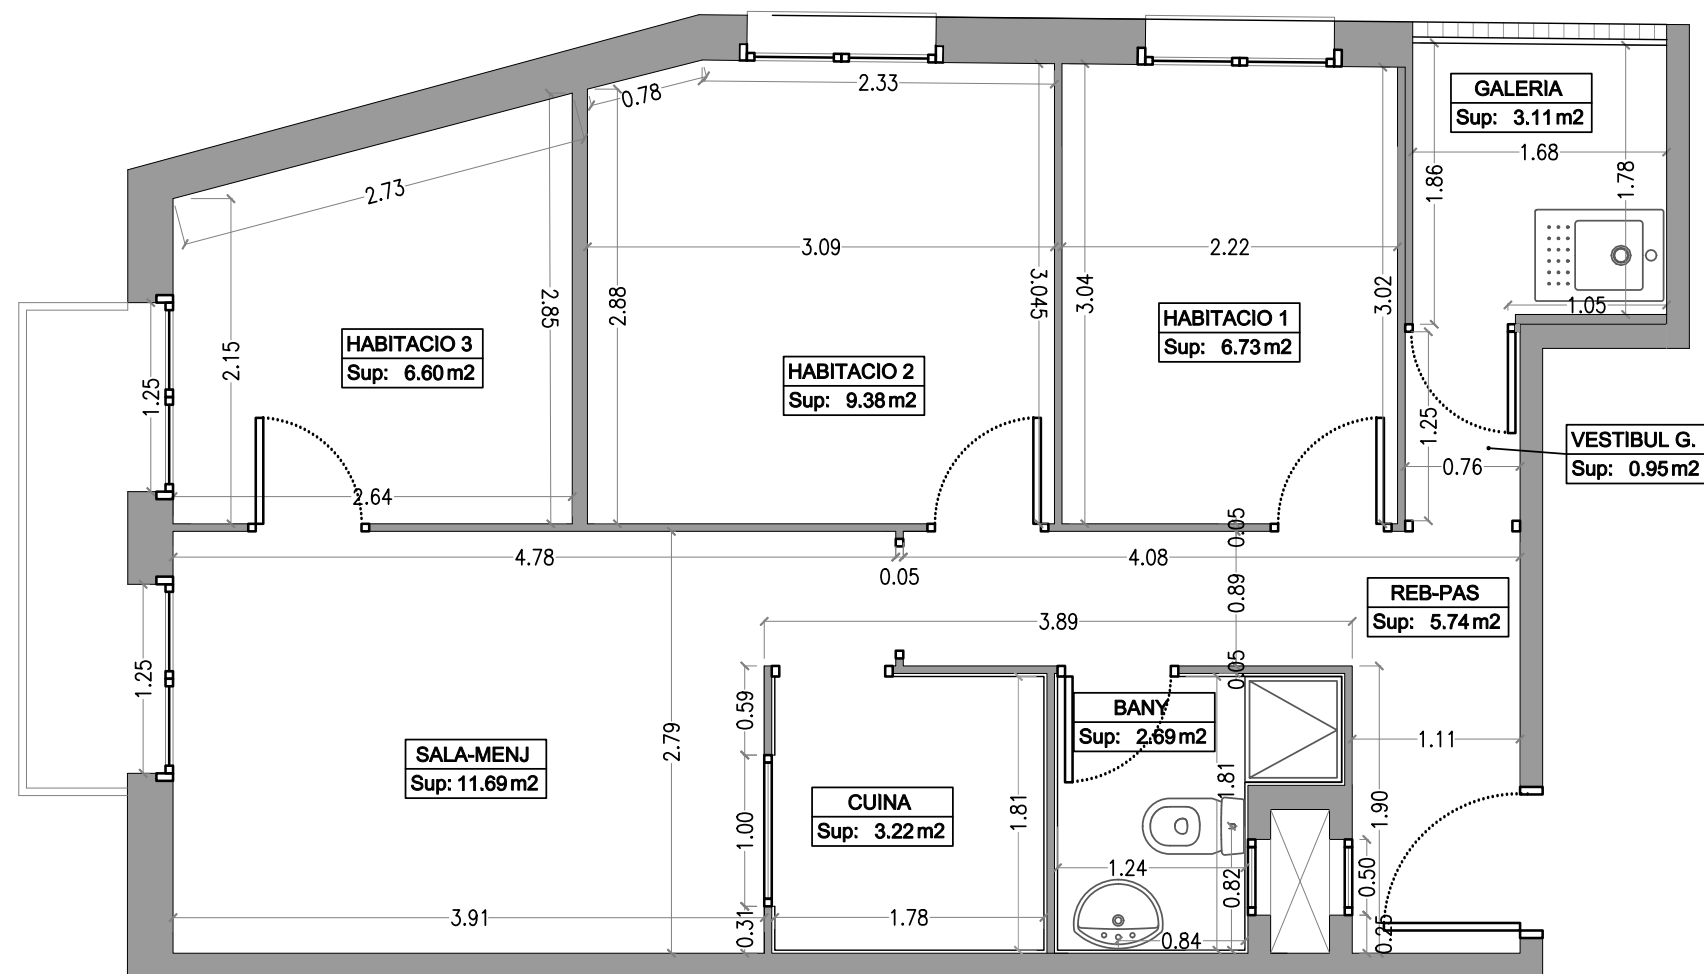 0.78
2.33
GALERIA
Sup: 3.11 m2
1.68
1.86
1.78
2.73
3.09
2.22
2.15
2.85
2.88
3.045
3.04
3.02
1.05
HABITACIO 3
Sup: 6.60 m2
HABITACIO 2
Sup: 9.38 m2
HABITACIO 1
Sup: 6.73 m2
1.25
1.25
VESTIBUL G.
Sup: 0.95 m2
0.76
2.64
4.78
0.05
4.08
0.05
0.89
0.05
REB-PAS
Sup: 5.74 m2
3.89
1.25
0.59
2.79
BANY
Sup: 2.69 m2
1.11
SALA-MENJ
Sup: 11.69 m2
CUINA
Sup: 3.22 m2
1.00
1.81
1.81
1.90
1.24
0.82
0.50
3.91
0.31
1.78
0.84
0.25